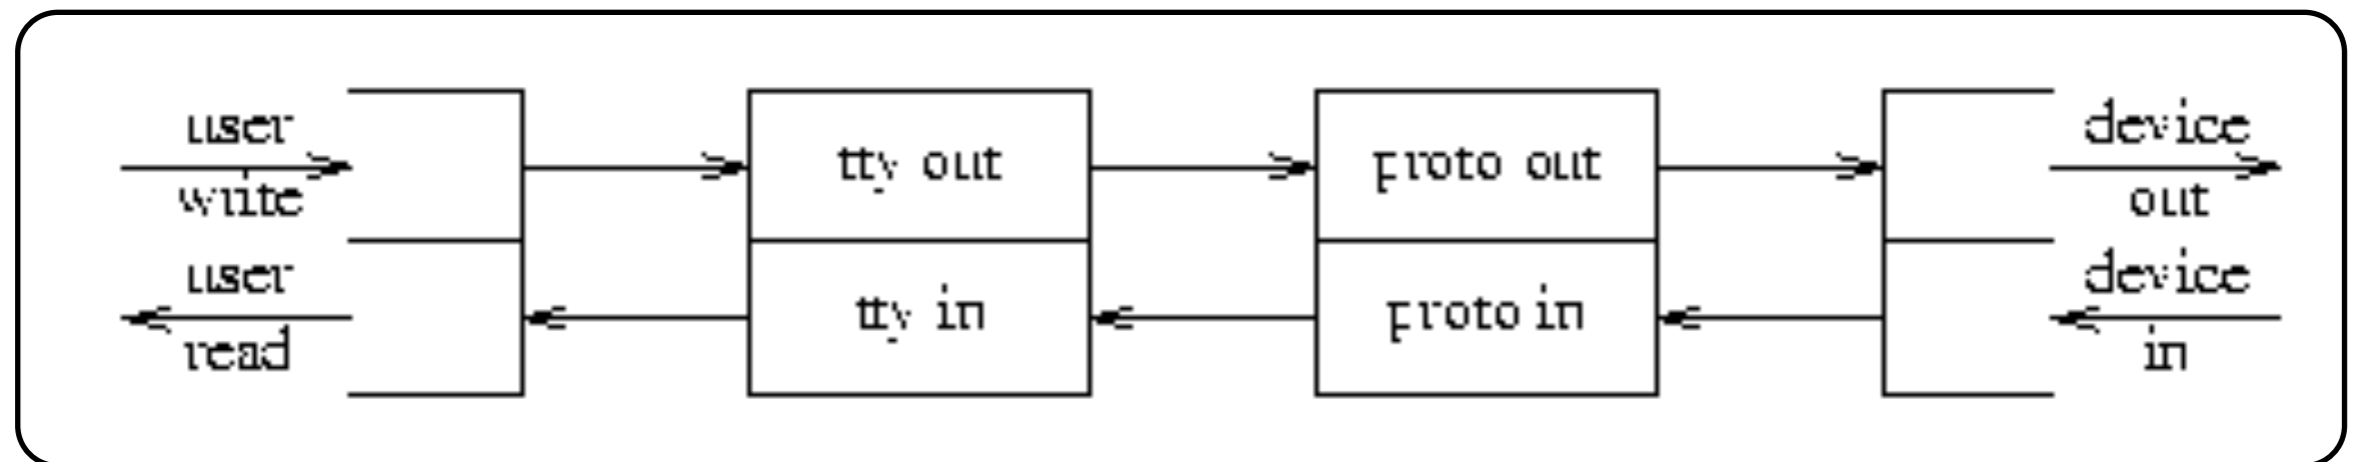 user
write
tty out
proto out
device
out
user
read
tty in
proto in
device
in